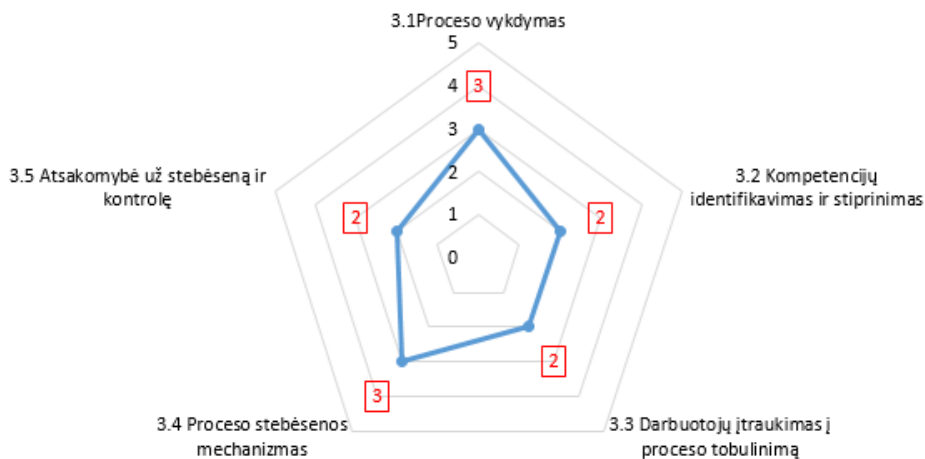 3.1Proceso vykdymas
5
4
3
3
2
1
0
3.2 Kompetencijų
identifikavimas ir stiprinimas
2
3.3 Darbuotojų įtraukimas į
proceso tobulinimą
2
3.4 Proceso stebėsenos
mechanizmas
3
3.5 Atsakomybė už stebėseną ir
kontrolę
2